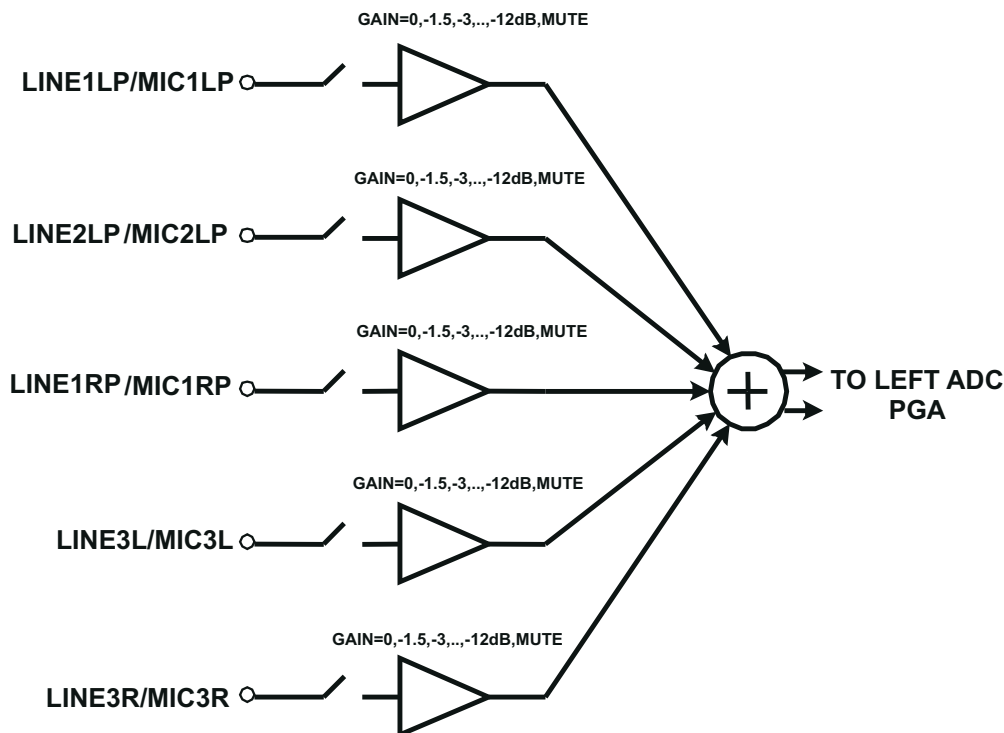 GAIN=0,-1.5,-3,..,-12dB,MUTE
LINE1LP/MIC1LP
GAIN=0,-1.5,-3,..,-12dB,MUTE
LINE2LP/MIC2LP
GAIN=0,-1.5,-3,..,-12dB,MUTE
LINE1RP/MIC1RP
TO LEFT ADC
PGA
GAIN=0,-1.5,-3,..,-12dB,MUTE
LINE3L/MIC3L
GAIN=0,-1.5,-3,..,-12dB,MUTE
LINE3R/MIC3R